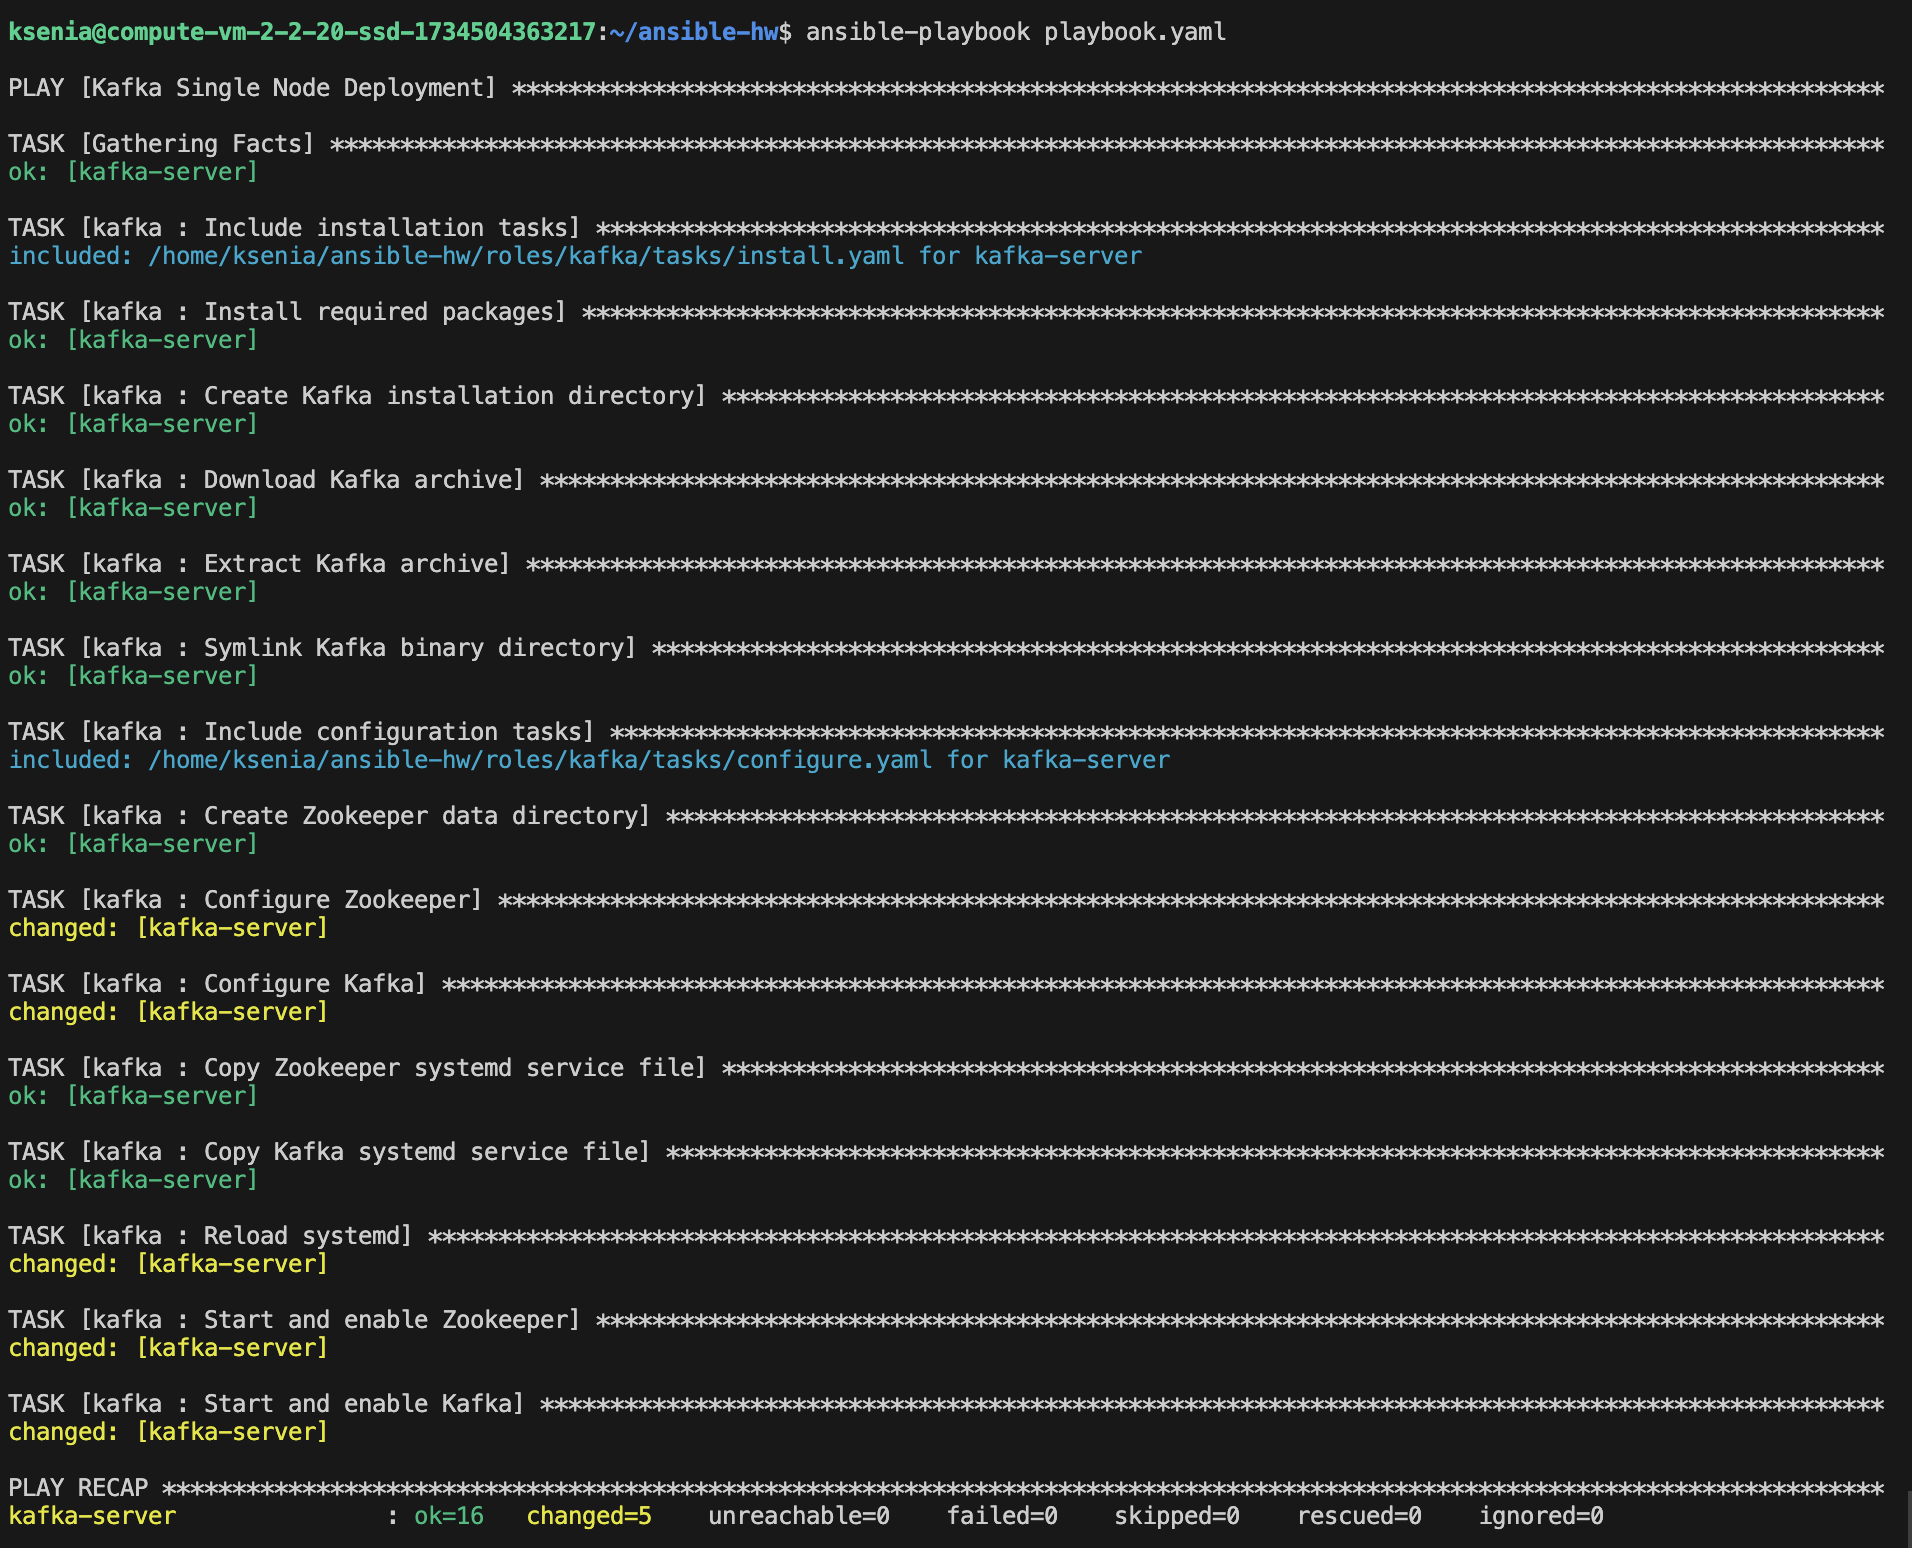 ksenia@compute-vm-2-2-20-ssd-1734504363217:~/ansible-hw$ ansible-playbook playbook.yaml
PLAY [Kafka Single Node Deployment] **************************************************************************************************
TASK [Gathering Facts] ***************************************************************************************************************
ok: [kafka-server]
TASK [kafka : Include installation tasks] ********************************************************************************************
included: /home/ksenia/ansible-hw/roles/kafka/tasks/install.yaml for kafka-server
TASK [kafka : Install required packages] *********************************************************************************************
ok: [kafka-server]
TASK [kafka : Create Kafka installation directory] ***********************************************************************************
ok: [kafka-server]
TASK [kafka : Download Kafka archive] ************************************************************************************************
ok: [kafka-server]
TASK [kafka : Extract Kafka archive] *************************************************************************************************
ok: [kafka-server]
TASK [kafka : Symlink Kafka binary directory] ****************************************************************************************
ok: [kafka-server]
TASK [kafka : Include configuration tasks] *******************************************************************************************
included: /home/ksenia/ansible-hw/roles/kafka/tasks/configure.yaml for kafka-server
TASK [kafka : Create Zookeeper data directory] ***************************************************************************************
ok: [kafka-server]
TASK [kafka : Configure Zookeeper] ***************************************************************************************************
changed: [kafka-server]
TASK [kafka : Configure Kafka] *******************************************************************************************************
changed: [kafka-server]
TASK [kafka : Copy Zookeeper systemd service file] ***********************************************************************************
ok: [kafka-server]
TASK [kafka : Copy Kafka systemd service file] ***************************************************************************************
ok: [kafka-server]
TASK [kafka : Reload systemd] ********************************************************************************************************
changed: [kafka-server]
TASK [kafka : Start and enable Zookeeper] ********************************************************************************************
changed: [kafka-server]
TASK [kafka : Start and enable Kafka] ************************************************************************************************
changed: [kafka-server]
PLAY RECAP ***************************************************************************************************************************
kafka-server               : ok=16   changed=5    unreachable=0    failed=0    skipped=0    rescued=0    ignored=0